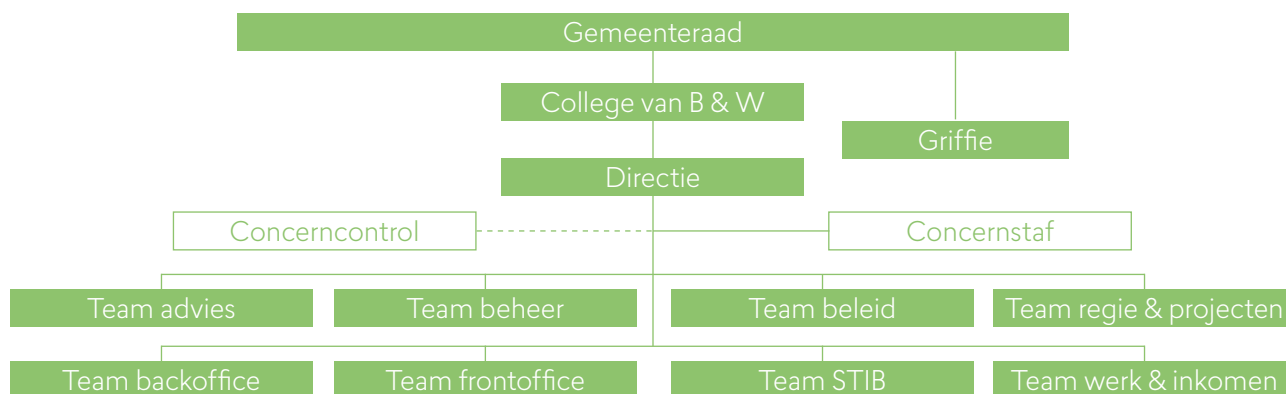 Gemeenteraad
College van B & W
Griffie
Directie
Concerncontrol
Concernstaf
Team advies
Team beheer
Team beleid
Team regie & projecten
Team backoffice
Team frontoffice
Team STIB
Team werk & inkomen